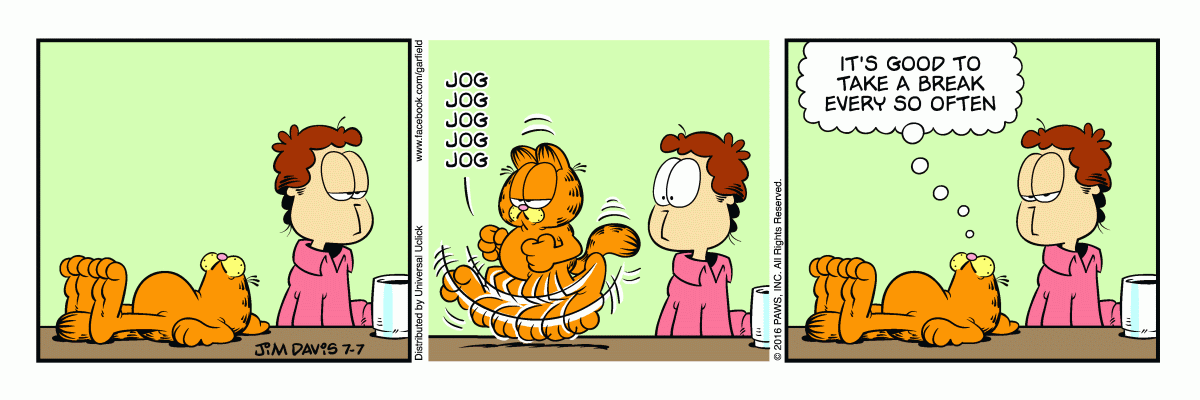 JIM DAVIS 7-7
www.facebook.com/garfield
Distributed by Universal Uclick
JOG
JOG
JOG
JOG
JOG
© 2016 PAWS, INC. All Rights Reserved.
IT'S GOOD TO
TAKE A BREAK
EVERY SO OFTEN